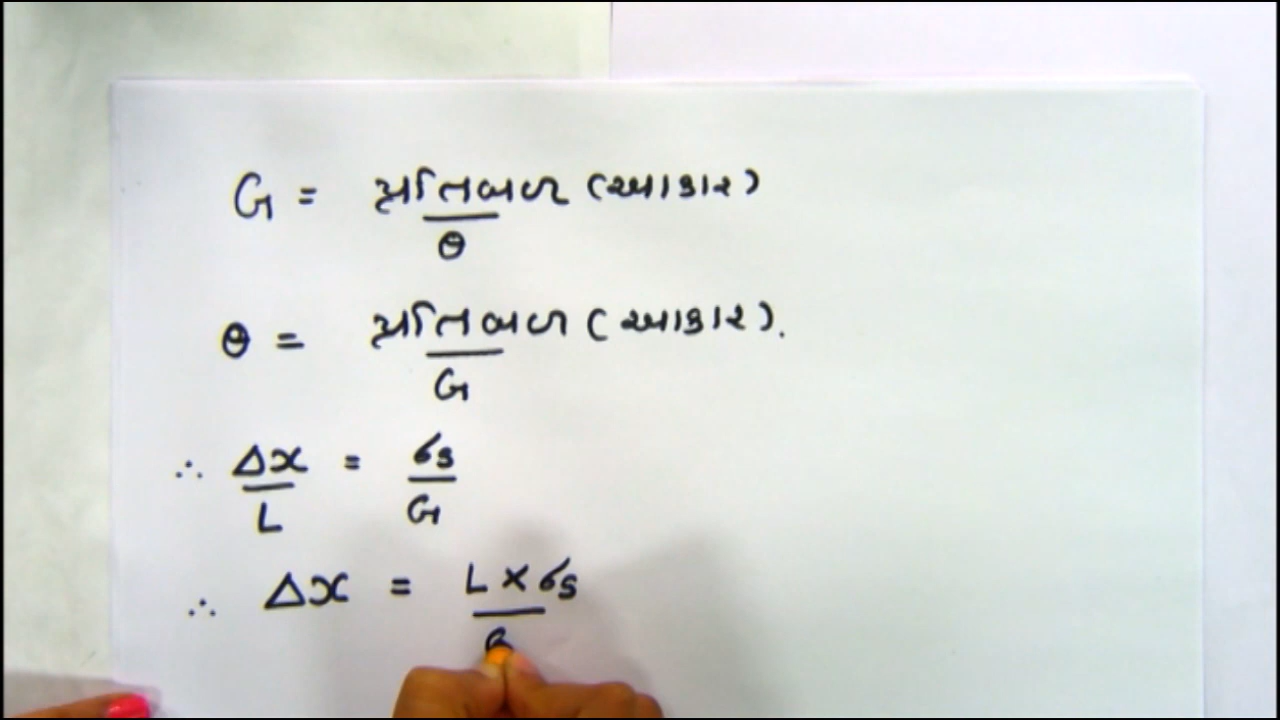 G = પ્રતિબળ (આકાર) / θ
θ = પ્રતિબળ (આકાર). / G
∴ Δx / L = σs / G
∴ Δx = L × σs / G